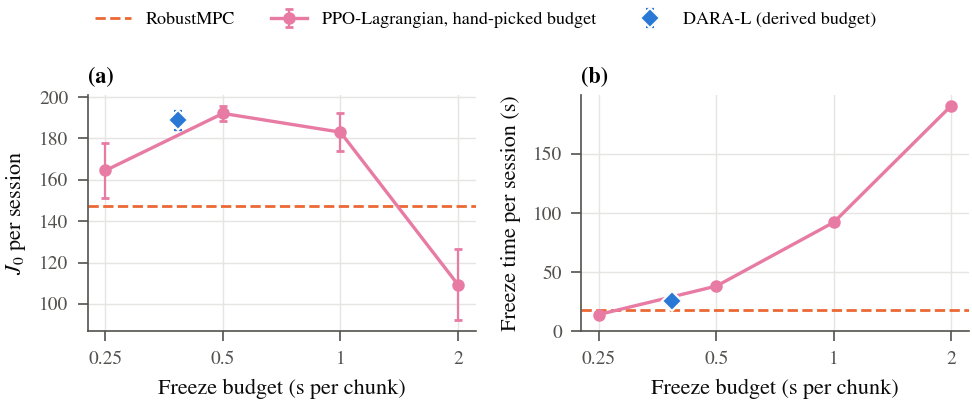 RobustMPC PPO-Lagrangian, hand-picked budget DARA-L (derived budget)
(a)
200
180
160
140
120
100
J₀ per session
0.25 0.5 1 2
Freeze budget (s per chunk)
(b)
150
100
50
0
Freeze time per session (s)
0.25 0.5 1 2
Freeze budget (s per chunk)